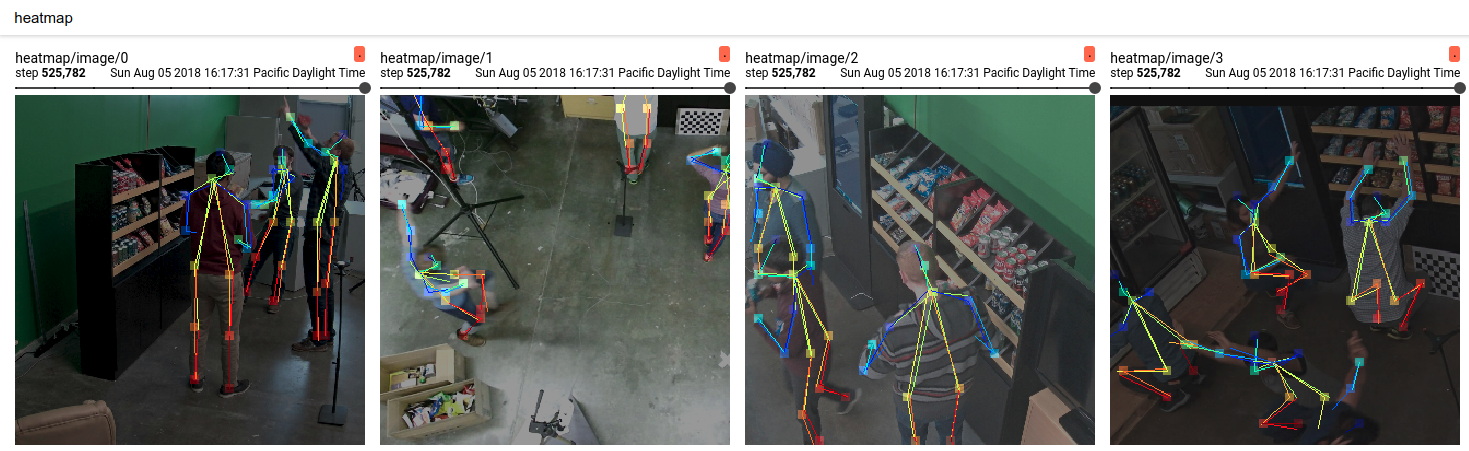 heatmap
heatmap/image/0
step 525,782 Sun Aug 05 2018 16:17:31 Pacific Daylight Time
heatmap/image/1
step 525,782 Sun Aug 05 2018 16:17:31 Pacific Daylight Time
heatmap/image/2
step 525,782 Sun Aug 05 2018 16:17:31 Pacific Daylight Time
heatmap/image/3
step 525,782 Sun Aug 05 2018 16:17:31 Pacific Daylight Time